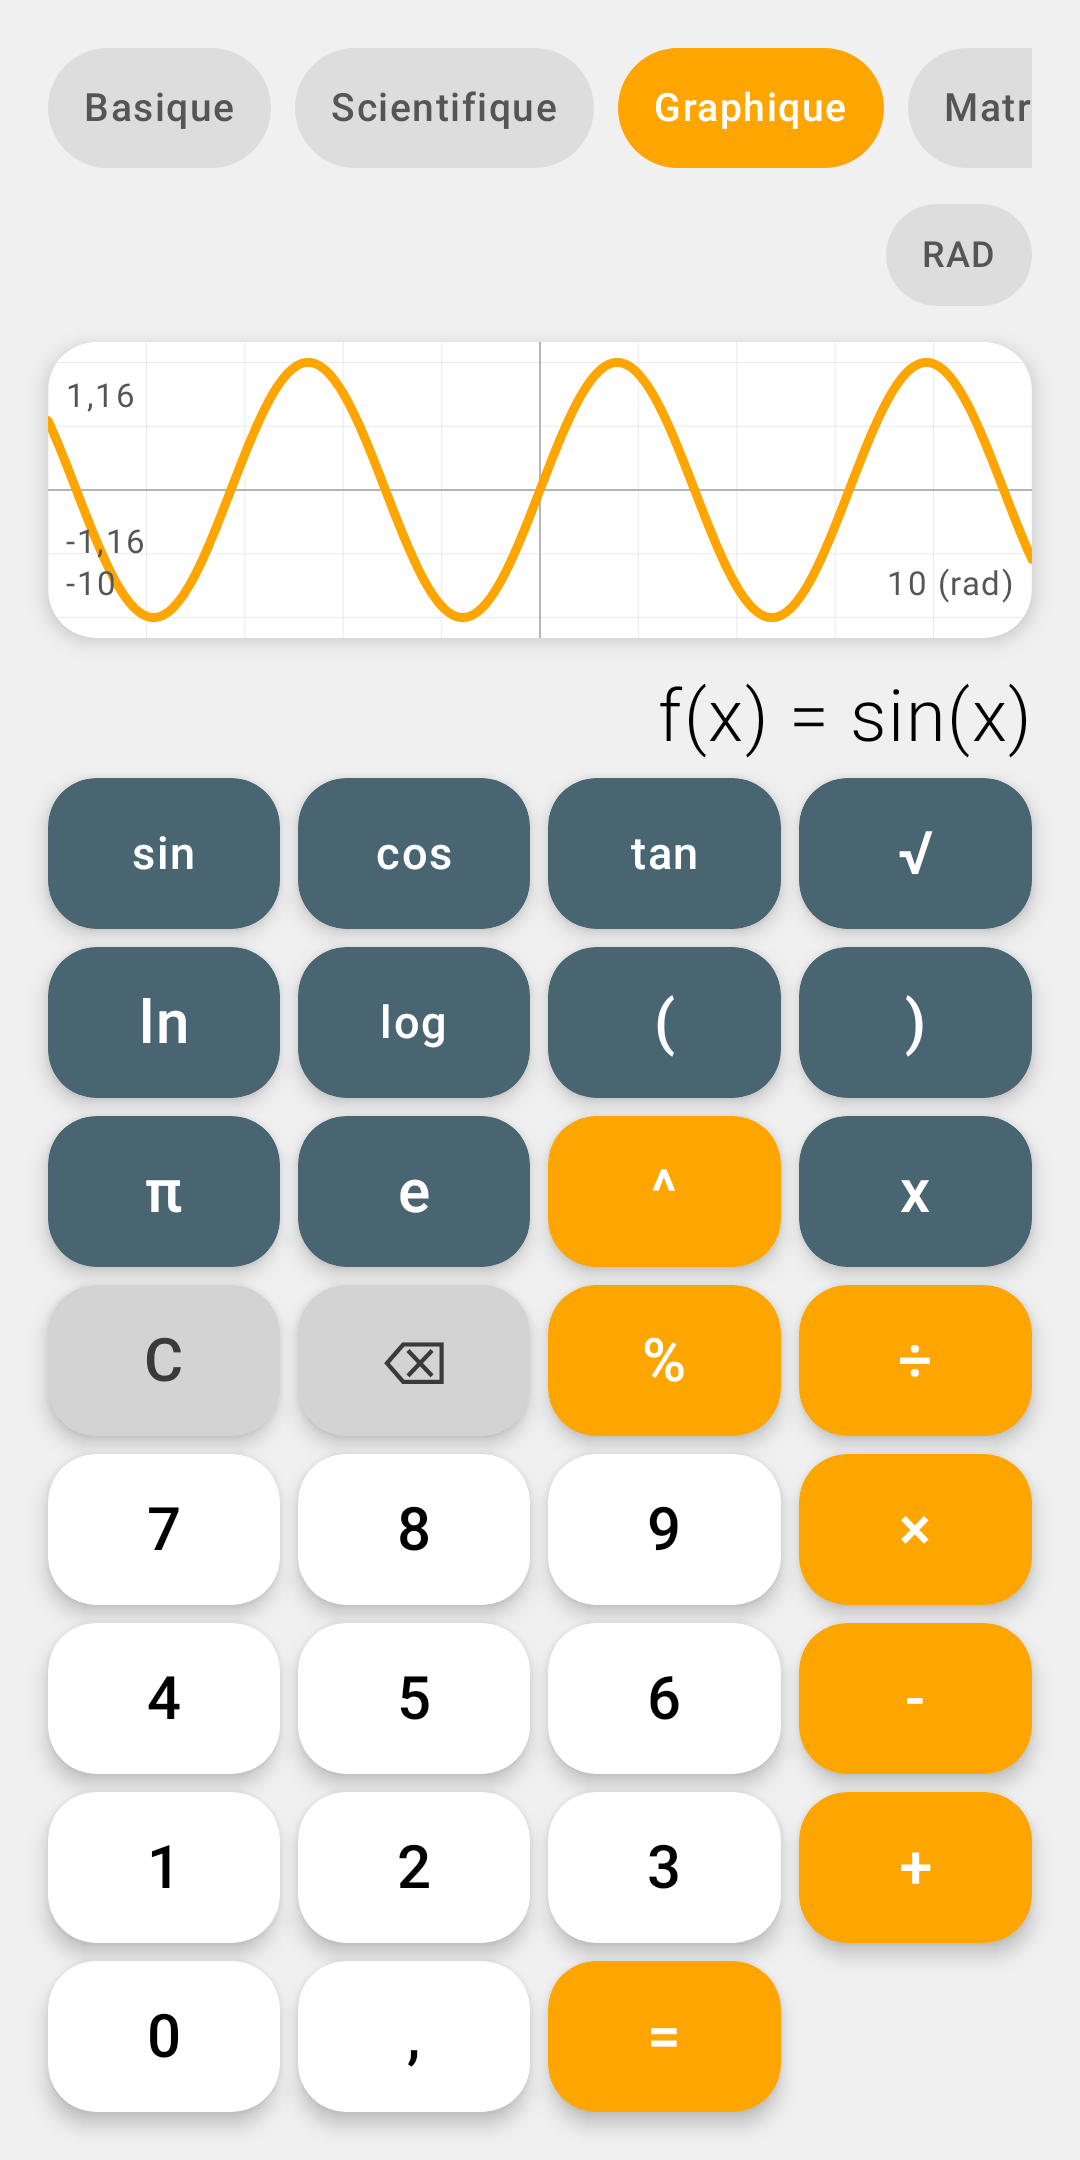 Basique Scientifique Graphique Matr
RAD
1,16
-1,16
-10 10 (rad)
f(x) = sin(x)
sin cos tan √
ln log ( )
π e ^ x
C ⌫ % ÷
7 8 9 ×
4 5 6 -
1 2 3 +
0 , =